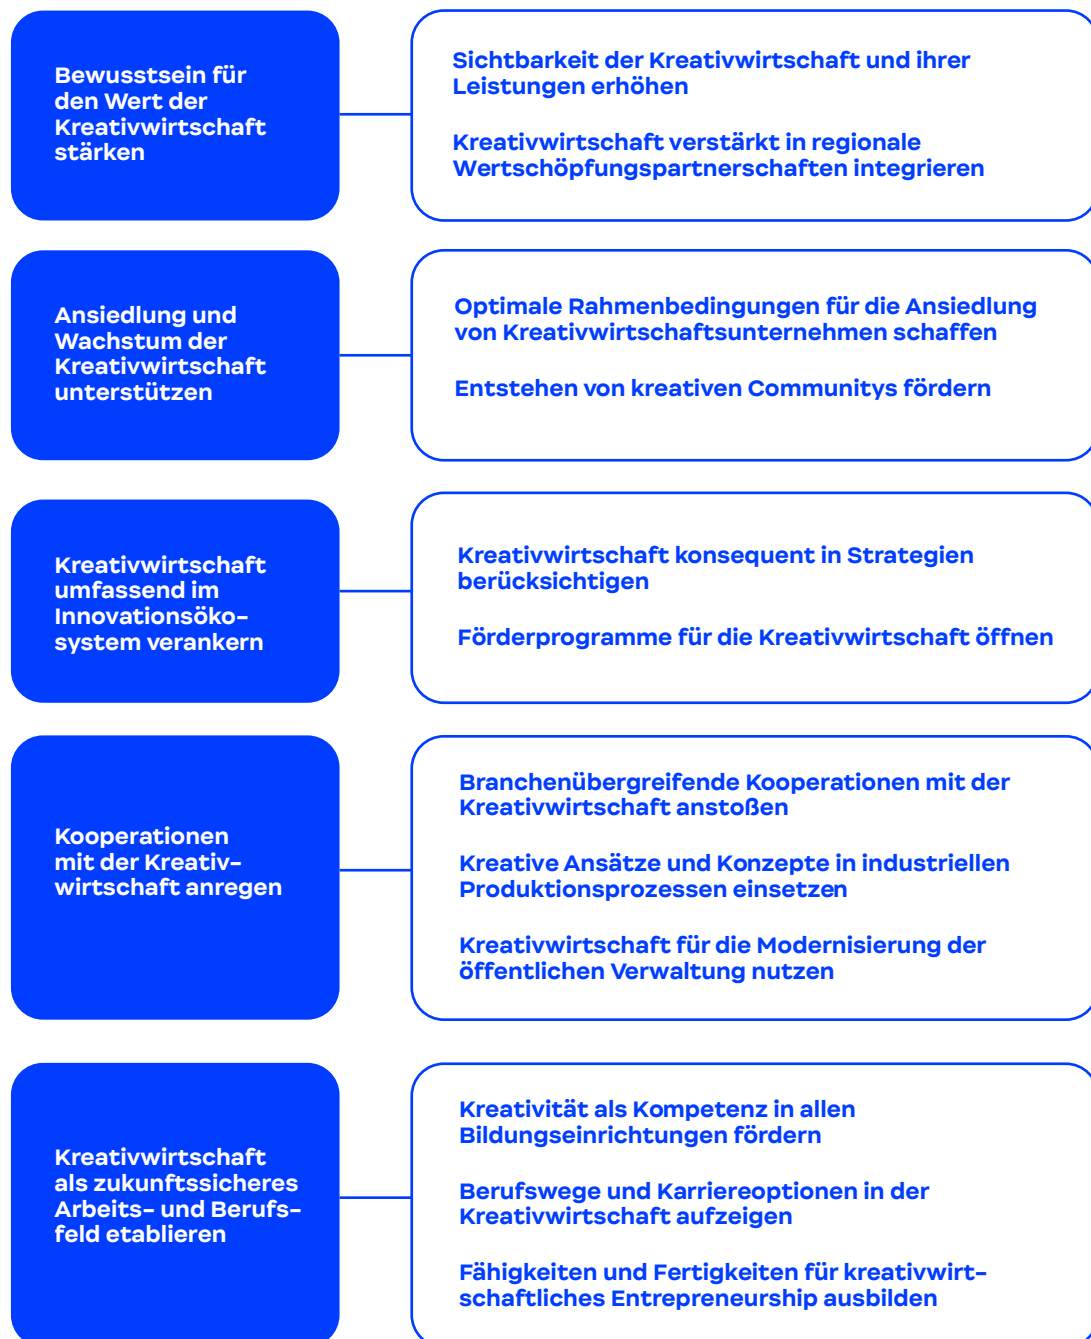 Bewusstsein für
den Wert der
Kreativwirtschaft
stärken
Sichtbarkeit der Kreativwirtschaft und ihrer
Leistungen erhöhen
Kreativwirtschaft verstärkt in regionale
Wertschöpfungspartnerschaften integrieren
Ansiedlung und
Wachstum der
Kreativwirtschaft
unterstützen
Optimale Rahmenbedingungen für die Ansiedlung
von Kreativwirtschaftsunternehmen schaffen
Entstehen von kreativen Communitys fördern
Kreativwirtschaft
umfassend im
Innovationsöko-
system verankern
Kreativwirtschaft konsequent in Strategien
berücksichtigen
Förderprogramme für die Kreativwirtschaft öffnen
Kooperationen
mit der Kreativ-
wirtschaft anregen
Branchenübergreifende Kooperationen mit der
Kreativwirtschaft anstoßen
Kreative Ansätze und Konzepte in industriellen
Produktionsprozessen einsetzen
Kreativwirtschaft für die Modernisierung der
öffentlichen Verwaltung nutzen
Kreativwirtschaft
als zukunftssicheres
Arbeits- und Berufs-
feld etablieren
Kreativität als Kompetenz in allen
Bildungseinrichtungen fördern
Berufswege und Karriereoptionen in der
Kreativwirtschaft aufzeigen
Fähigkeiten und Fertigkeiten für kreativwirt-
schaftliches Entrepreneurship ausbilden